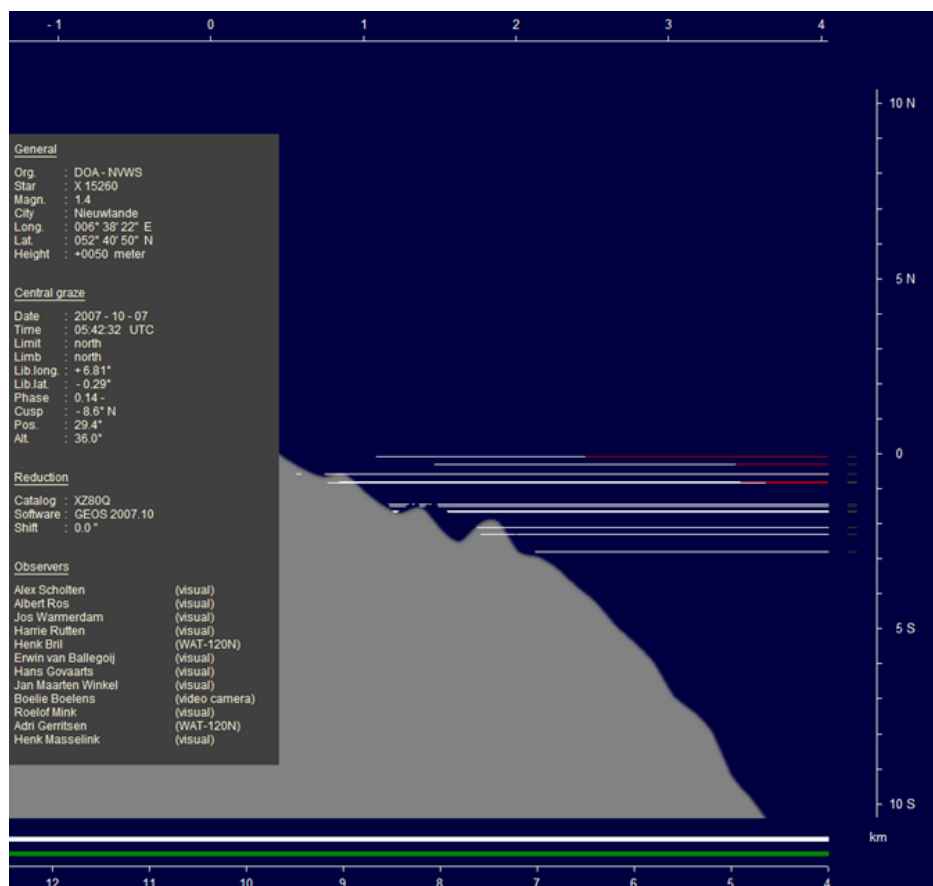 - 1 0 1 2 3 4
10 N
General
Org. : DOA - NVWS
Star : X 15260
Magn. : 1.4
City : Nieuwlande
Long. : 006° 38' 22" E
Lat. : 052° 40' 50" N
Height : +0050 meter
5 N
Central graze
Date : 2007 - 10 - 07
Time : 05:42:32 UTC
Limit : north
Limb : north
Lib.long. : + 6.81°
Lib.lat. : - 0.29°
Phase : 0.14 -
Cusp : - 8.6° N
Pos. : 29.4°
Alt. : 36.0°
0
Reduction
Catalog : XZ80Q
Software : GEOS 2007.10
Shift : 0.0 "
Observers
Alex Scholten (visual)
Albert Ros (visual)
Jos Warmerdam (visual)
Harrie Rutten (visual)
5 S
Henk Bril (WAT-120N)
Erwin van Ballegoij (visual)
Hans Govaarts (visual)
Jan Maarten Winkel (visual)
Boelie Boelens (video camera)
Roelof Mink (visual)
Adri Gerritsen (WAT-120N)
Henk Masselink (visual)
10 S
km
12 11 10 9 8 7 6 5 4